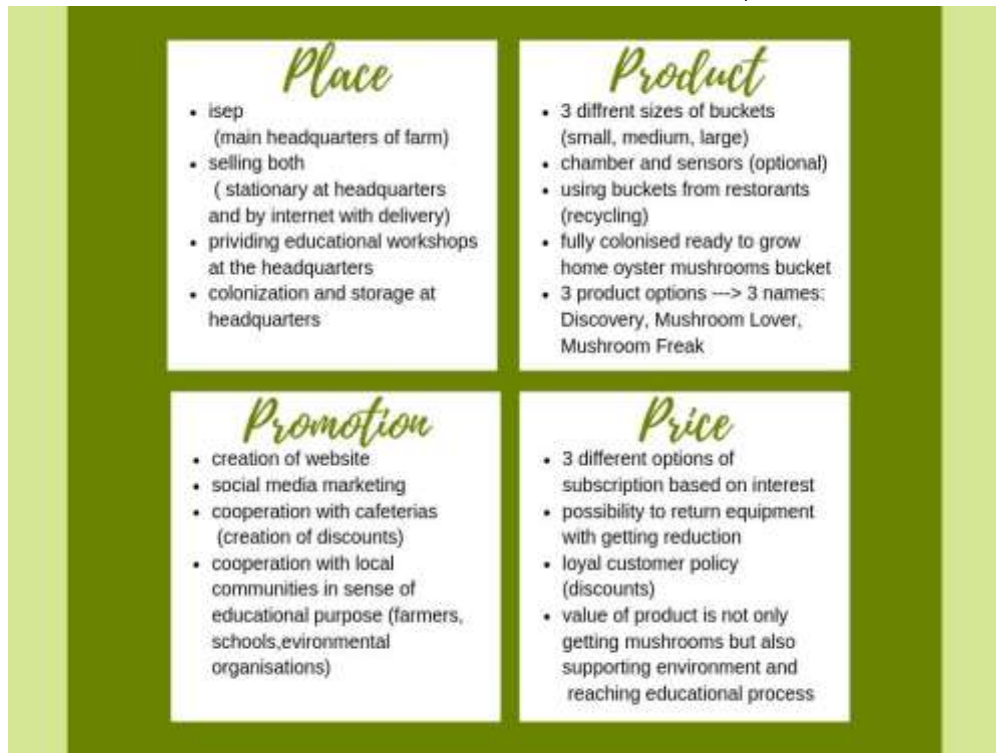 Place
• isep
(main headquarters of farm)
• selling both
( stationary at headquarters
and by internet with delivery)
• prividing educational workshops
at the headquarters
• colonization and storage at
headquarters
Product
• 3 diffrent sizes of buckets
(small, medium, large)
• chamber and sensors (optional)
• using buckets from restorants
(recycling)
• fully colonised ready to grow
home oyster mushrooms bucket
• 3 product options ---> 3 names:
Discovery, Mushroom Lover,
Mushroom Freak
Promotion
• creation of website
• social media marketing
• cooperation with cafeterias
(creation of discounts)
• cooperation with local
communities in sense of
educational purpose (farmers,
schools,evironmental
organisations)
Price
• 3 different options of
subscription based on interest
• possibility to return equipment
with getting reduction
• loyal customer policy
(discounts)
• value of product is not only
getting mushrooms but also
supporting environment and
reaching educational process